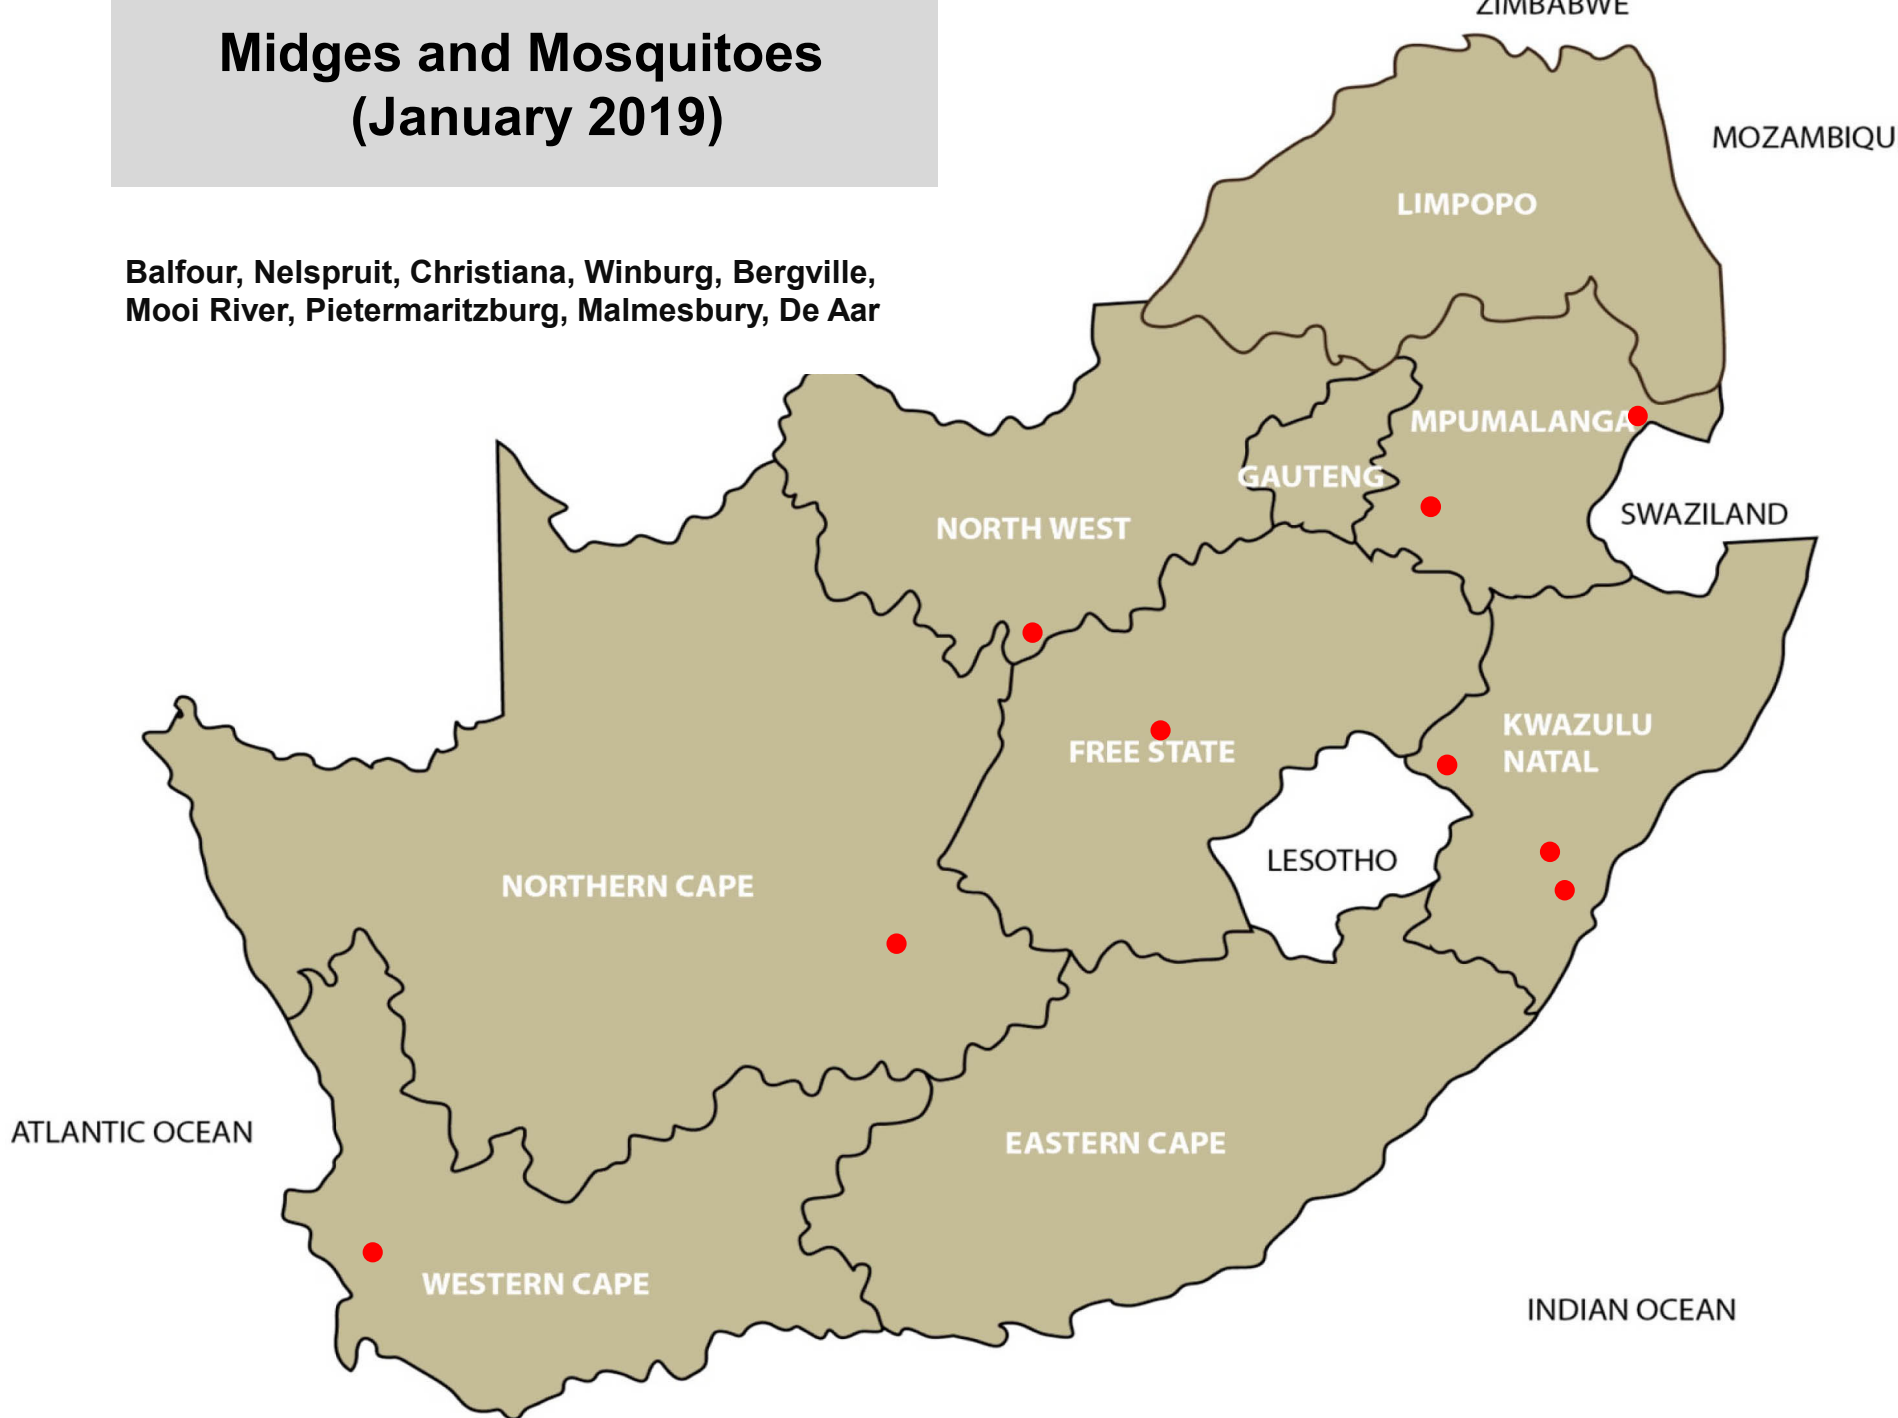 Midges and Mosquitoes
(January 2019)
Balfour, Nelspruit, Christiana, Winburg, Bergville,
Mooi River, Pietermaritzburg, Malmesbury, De Aar
ZIMBABWE
MOZAMBIQU
LIMPOPO
MPUMALANGA
GAUTENG
SWAZILAND
NORTH WEST
KWAZULU
NATAL
FREE STATE
LESOTHO
NORTHERN CAPE
ATLANTIC OCEAN
EASTERN CAPE
WESTERN CAPE
INDIAN OCEAN